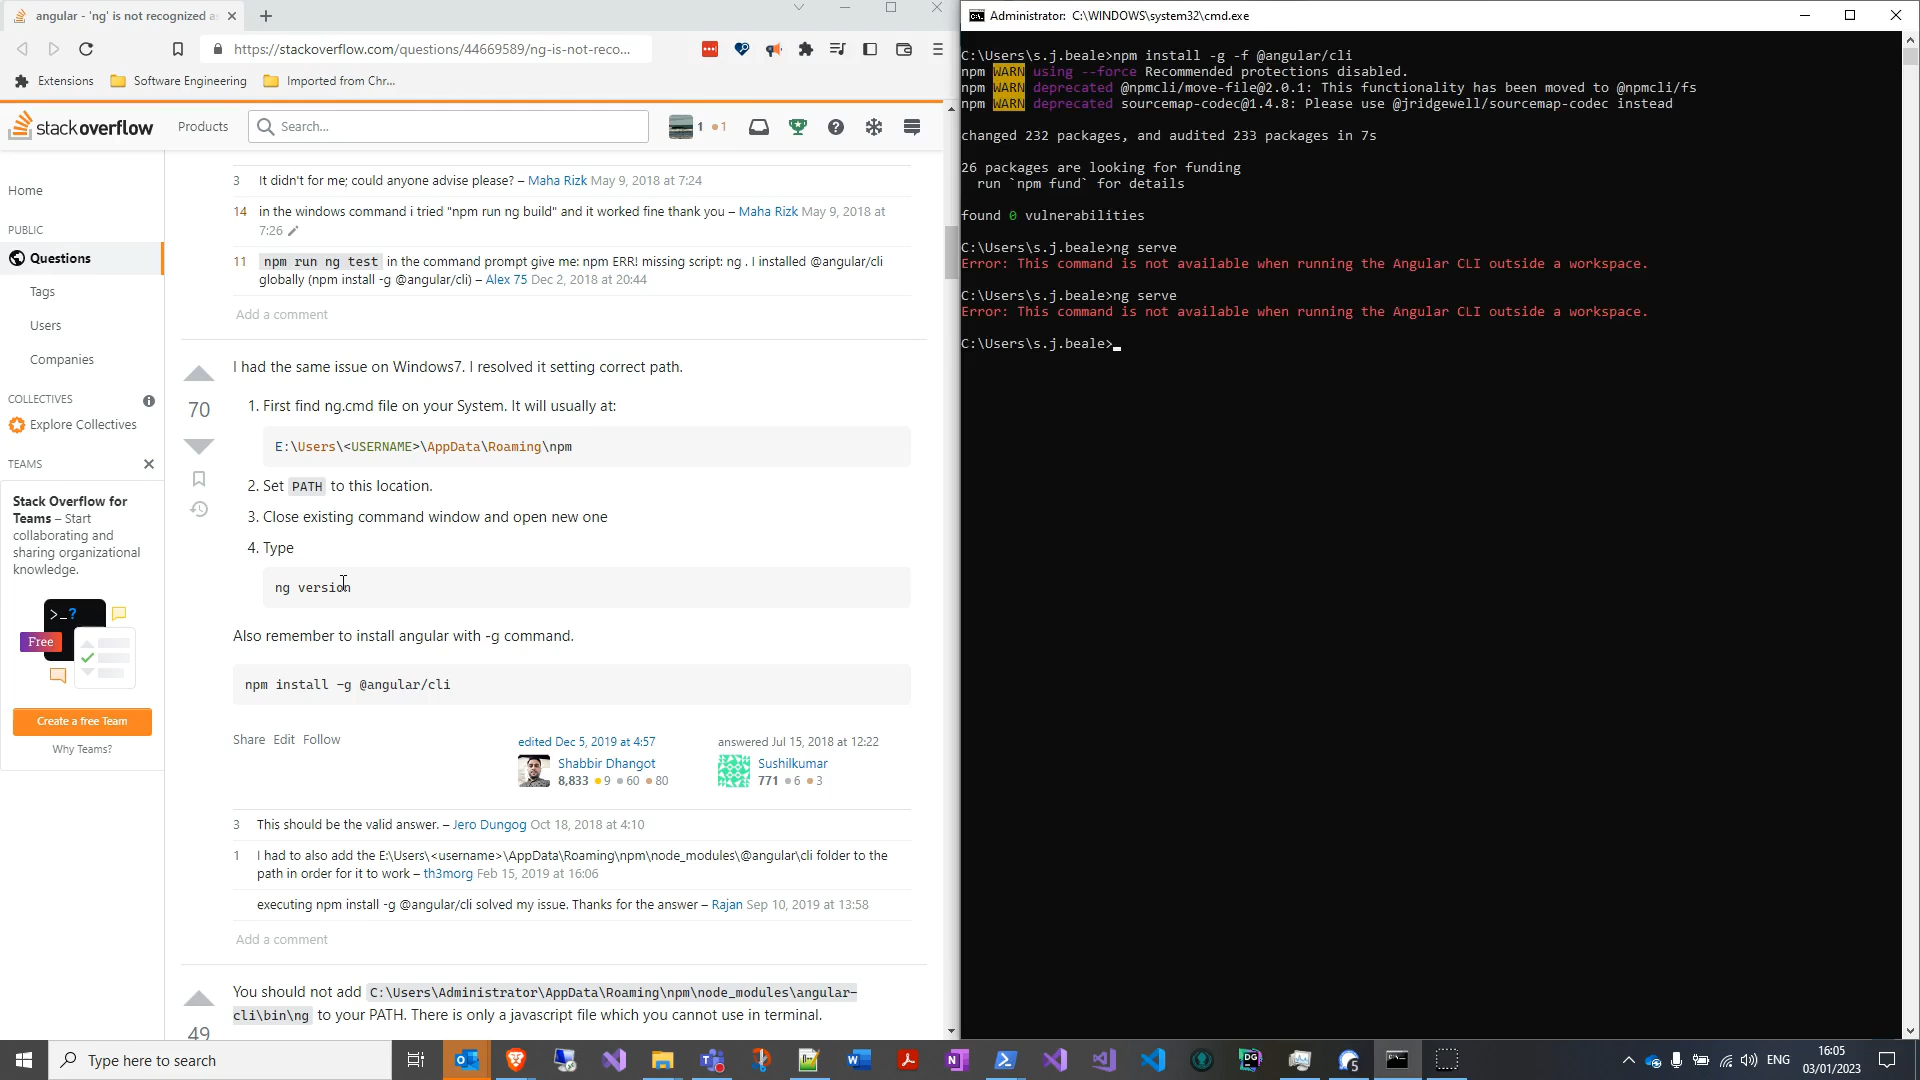 angular - 'ng' is not recognized as
https://stackoverflow.com/questions/44669589/ng-is-not-reco...
Extensions
Software Engineering
Imported from Chr...
stackoverflow
Products
Search...
1
1
Home
PUBLIC
Questions
Tags
Users
Companies
COLLECTIVES
Explore Collectives
TEAMS
Stack Overflow for
Teams – Start
collaborating and
sharing organizational
knowledge.
>_?
Free
Create a free Team
Why Teams?
3 It didn't for me; could anyone advise please? – Maha Rizk May 9, 2018 at 7:24
14 in the windows command i tried "npm run ng build" and it worked fine thank you – Maha Rizk May 9, 2018 at
7:26
11 npm run ng test in the command prompt give me: npm ERR! missing script: ng . I installed @angular/cli
globally (npm install -g @angular/cli) – Alex 75 Dec 2, 2018 at 20:44
Add a comment
70
I had the same issue on Windows7. I resolved it setting correct path.
1. First find ng.cmd file on your System. It will usually at:
E:\Users\<USERNAME>\AppData\Roaming\npm
2. Set PATH to this location.
3. Close existing command window and open new one
4. Type
ng version
Also remember to install angular with -g command.
npm install -g @angular/cli
Share Edit Follow
edited Dec 5, 2019 at 4:57
Shabbir Dhangot
8,833 9 60 80
answered Jul 15, 2018 at 12:22
Sushilkumar
771 6 3
3 This should be the valid answer. – Jero Dungog Oct 18, 2018 at 4:10
1 I had to also add the E:\Users\<username>\AppData\Roaming\npm\node_modules\@angular\cli folder to the
path in order for it to work – th3morg Feb 15, 2019 at 16:06
executing npm install -g @angular/cli solved my issue. Thanks for the answer – Rajan Sep 10, 2019 at 13:58
Add a comment
49
You should not add C:\Users\Administrator\AppData\Roaming\npm\node_modules\angular-
cli\bin\ng to your PATH. There is only a javascript file which you cannot use in terminal.
Administrator: C:\WINDOWS\system32\cmd.exe
C:\Users\s.j.beale>npm install -g -f @angular/cli
npm WARN using --force Recommended protections disabled.
npm WARN deprecated @npmcli/move-file@2.0.1: This functionality has been moved to @npmcli/fs
npm WARN deprecated sourcemap-codec@1.4.8: Please use @jridgewell/sourcemap-codec instead
changed 232 packages, and audited 233 packages in 7s
26 packages are looking for funding
run `npm fund` for details
found 0 vulnerabilities
C:\Users\s.j.beale>ng serve
Error: This command is not available when running the Angular CLI outside a workspace.
C:\Users\s.j.beale>ng serve
Error: This command is not available when running the Angular CLI outside a workspace.
C:\Users\s.j.beale>
Type here to search
ENG
16:05
03/01/2023